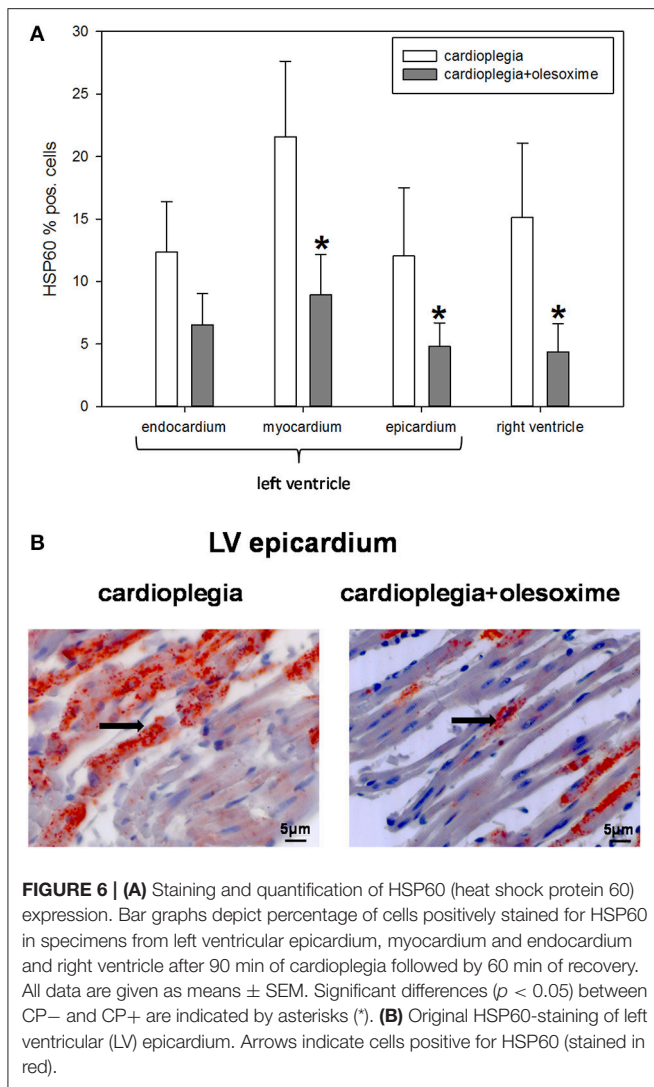 A
30
25
20
15
10
5
0
HSP60 % pos. cells
cardioplegia
cardioplegia+olesoxime
*
*
*
endocardium myocardium epicardium right ventricle
left ventricle
B
LV epicardium
cardioplegia cardioplegia+olesoxime
5µm
5µm
FIGURE 6 | (A) Staining and quantification of HSP60 (heat shock protein 60)
expression. Bar graphs depict percentage of cells positively stained for HSP60
in specimens from left ventricular epicardium, myocardium and endocardium
and right ventricle after 90 min of cardioplegia followed by 60 min of recovery.
All data are given as means ± SEM. Significant differences (p < 0.05) between
CP− and CP+ are indicated by asterisks (*). (B) Original HSP60-staining of left
ventricular (LV) epicardium. Arrows indicate cells positive for HSP60 (stained in
red).